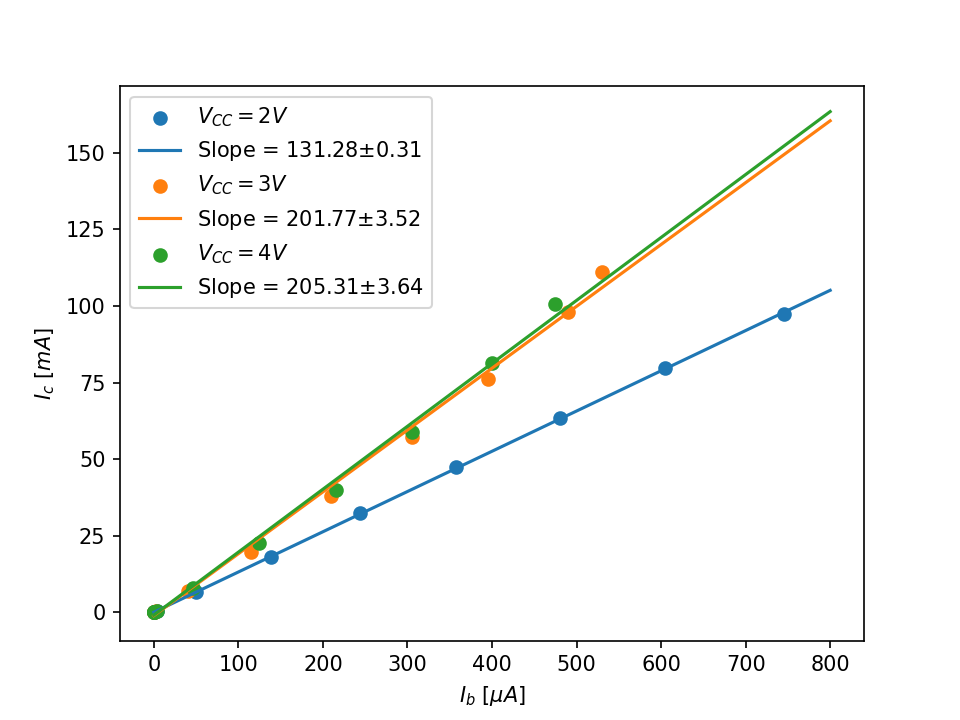 V_CC = 2V
Slope = 131.28±0.31
V_CC = 3V
Slope = 201.77±3.52
V_CC = 4V
Slope = 205.31±3.64
150
125
100
75
50
25
0
I_c [mA]
0 100 200 300 400 500 600 700 800
I_b [μA]